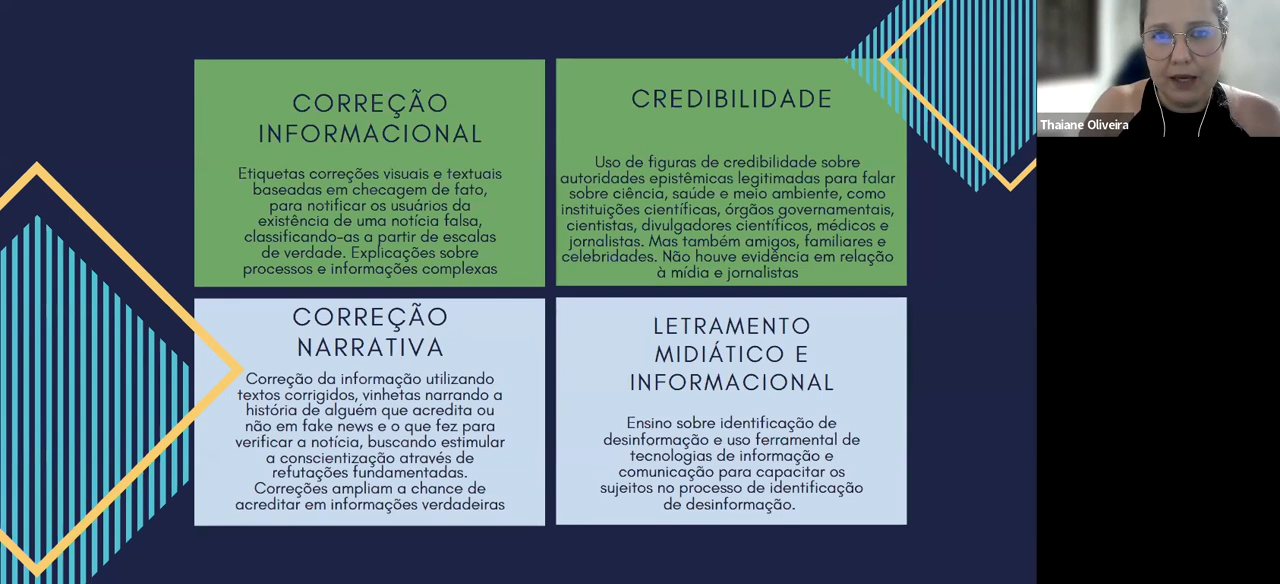 CORREÇÃO
INFORMACIONAL
Etiquetas correções visuais e textuais
baseadas em checagem de fato,
para notificar os usuários da
existência de uma notícia falsa,
classificando-as a partir de escalas
de verdade. Explicações sobre
processos e informações complexas
CREDIBILIDADE
Uso de figuras de credibilidade sobre
autoridades epistêmicas legitimadas para falar
sobre ciência, saúde e meio ambiente, como
instituições científicas, órgãos governamentais,
cientistas, divulgadores científicos, médicos e
jornalistas. Mas também amigos, familiares e
celebridades. Não houve evidência em relação
à mídia e jornalistas
CORREÇÃO
NARRATIVA
Correção da informação utilizando
textos corrigidos, vinhetas narrando a
história de alguém que acredita ou
não em fake news e o que fez para
verificar a notícia, buscando estimular
a conscientização através de
refutações fundamentadas.
Correções ampliam a chance de
acreditar em informações verdadeiras
LETRAMENTO
MIDIÁTICO E
INFORMACIONAL
Ensino sobre identificação de
desinformação e uso ferramental de
tecnologias de informação e
comunicação para capacitar os
sujeitos no processo de identificação
de desinformação.
Thaiane Oliveira